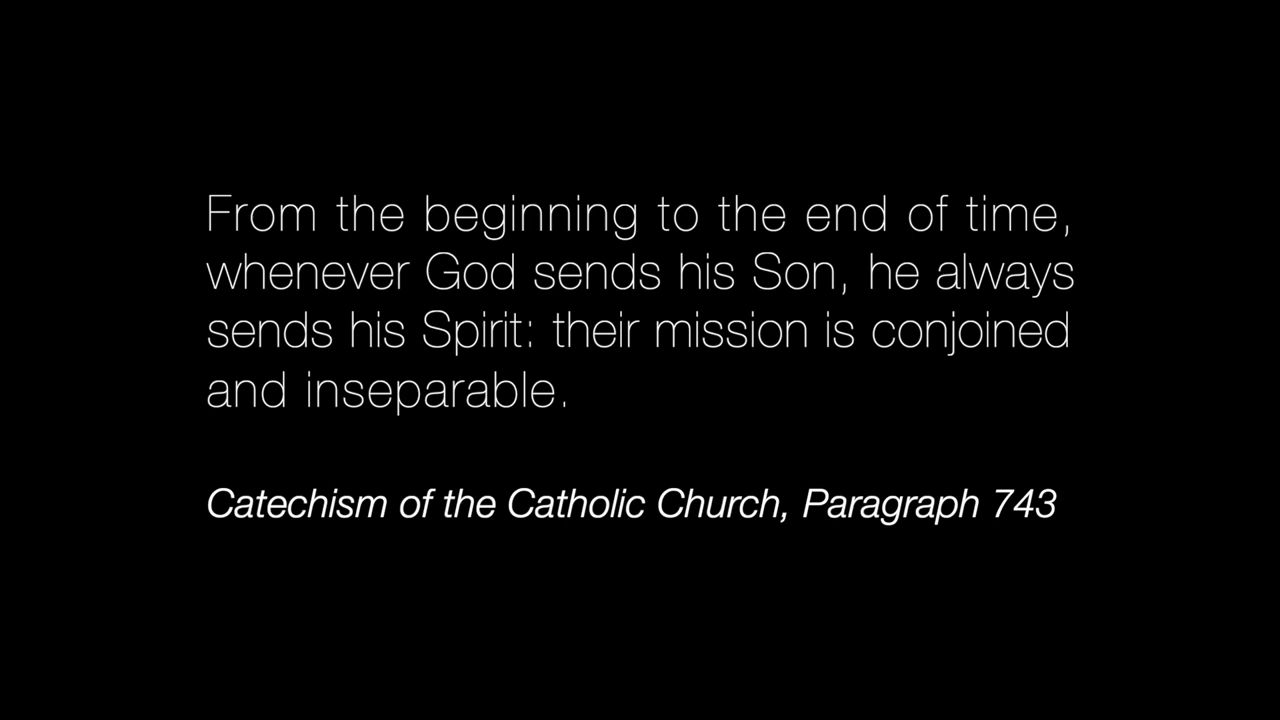 From the beginning to the end of time,
whenever God sends his Son, he always
sends his Spirit: their mission is conjoined
and inseparable.
Catechism of the Catholic Church, Paragraph 743